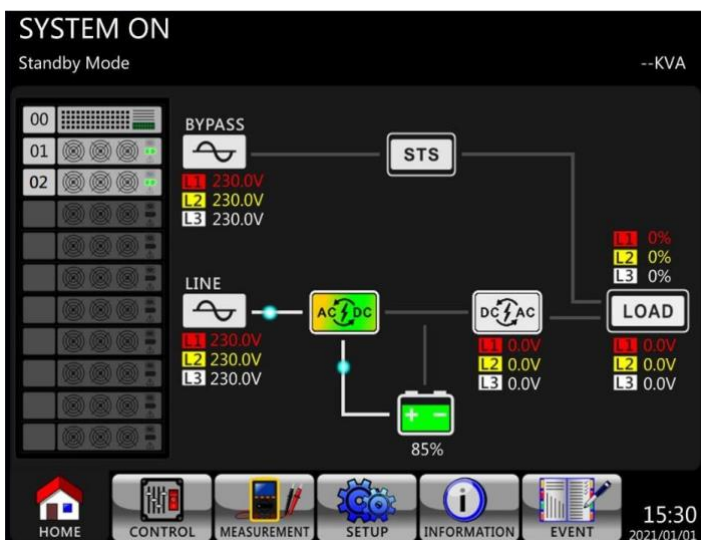 SYSTEM ON
Standby Mode --KVA
00
01
02
BYPASS
L1 230.0V
L2 230.0V
L3 230.0V
STS
LINE
L1 230.0V
L2 230.0V
L3 230.0V
AC DC
DC AC
L1 0.0V
L2 0.0V
L3 0.0V
85%
L1 0%
L2 0%
L3 0%
LOAD
L1 0.0V
L2 0.0V
L3 0.0V
HOME CONTROL MEASUREMENT SETUP INFORMATION EVENT
15:30
2021/01/01